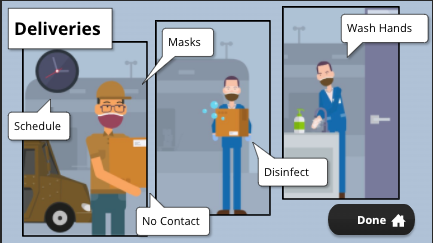 Deliveries
Masks
Wash Hands
Schedule
Disinfect
No Contact
Done